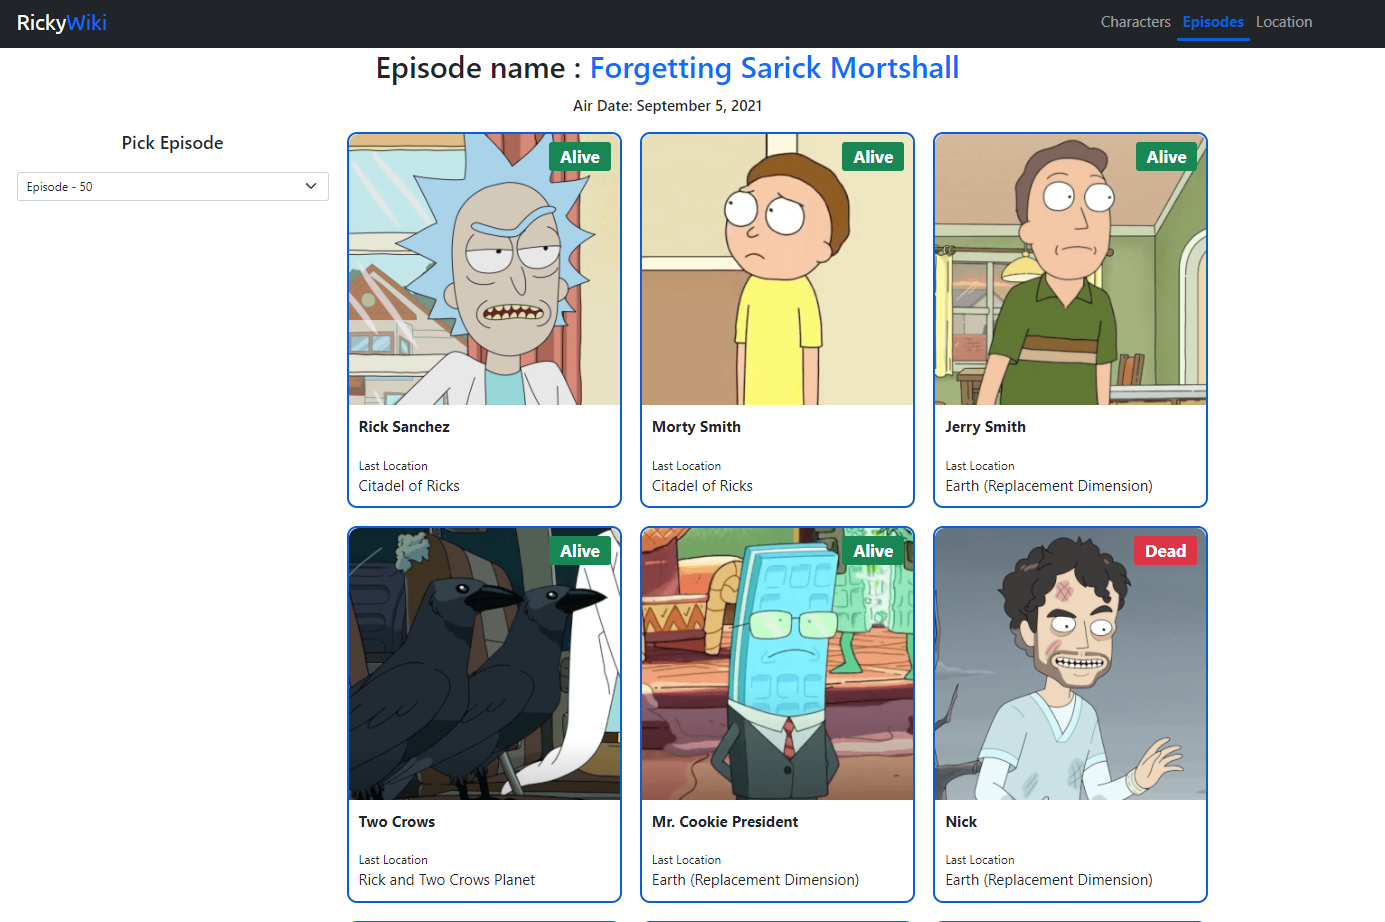 RickyWiki
Characters Episodes Location
Episode name : Forgetting Sarick Mortshall
Air Date: September 5, 2021
Pick Episode
Episode - 50
Alive
Rick Sanchez
Last Location
Citadel of Ricks
Alive
Morty Smith
Last Location
Citadel of Ricks
Alive
Jerry Smith
Last Location
Earth (Replacement Dimension)
Alive
Two Crows
Last Location
Rick and Two Crows Planet
Alive
Mr. Cookie President
Last Location
Earth (Replacement Dimension)
Dead
Nick
Last Location
Earth (Replacement Dimension)